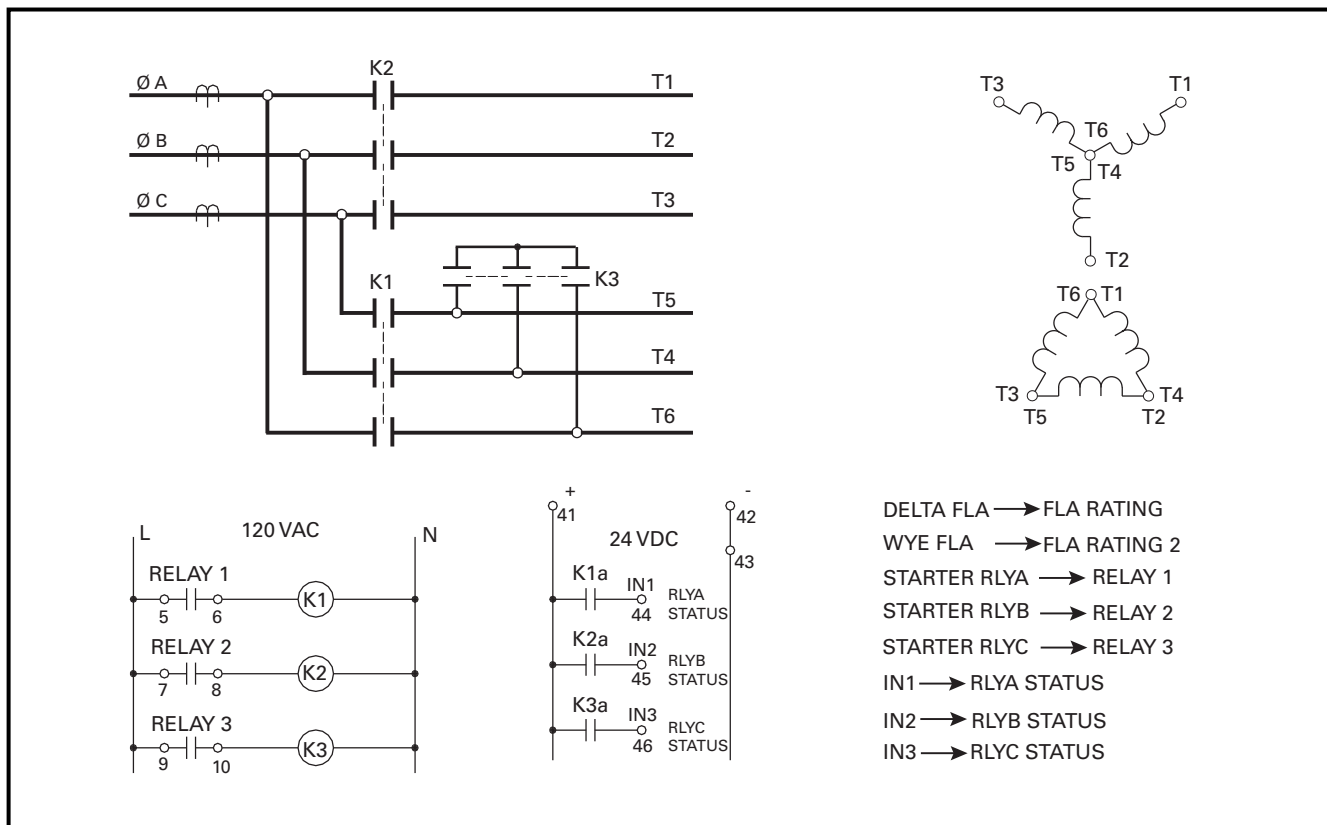 K2
Ø A
T1
Ø B
T2
Ø C
T3
K1
K3
T5
T4
T6
T3
T1
T6
T5
T4
T2
T6
T1
T3
T4
T5
T2
L
120 VAC
N
RELAY 1
5
6
K1
RELAY 2
7
8
K2
RELAY 3
9
10
K3
+
-
41
42
24 VDC
43
K1a
IN1
RLYA
44
STATUS
K2a
IN2
RLYB
45
STATUS
K3a
IN3
RLYC
46
STATUS
DELTA FLA → FLA RATING
WYE FLA → FLA RATING 2
STARTER RLYA → RELAY 1
STARTER RLYB → RELAY 2
STARTER RLYC → RELAY 3
IN1 → RLYA STATUS
IN2 → RLYB STATUS
IN3 → RLYC STATUS